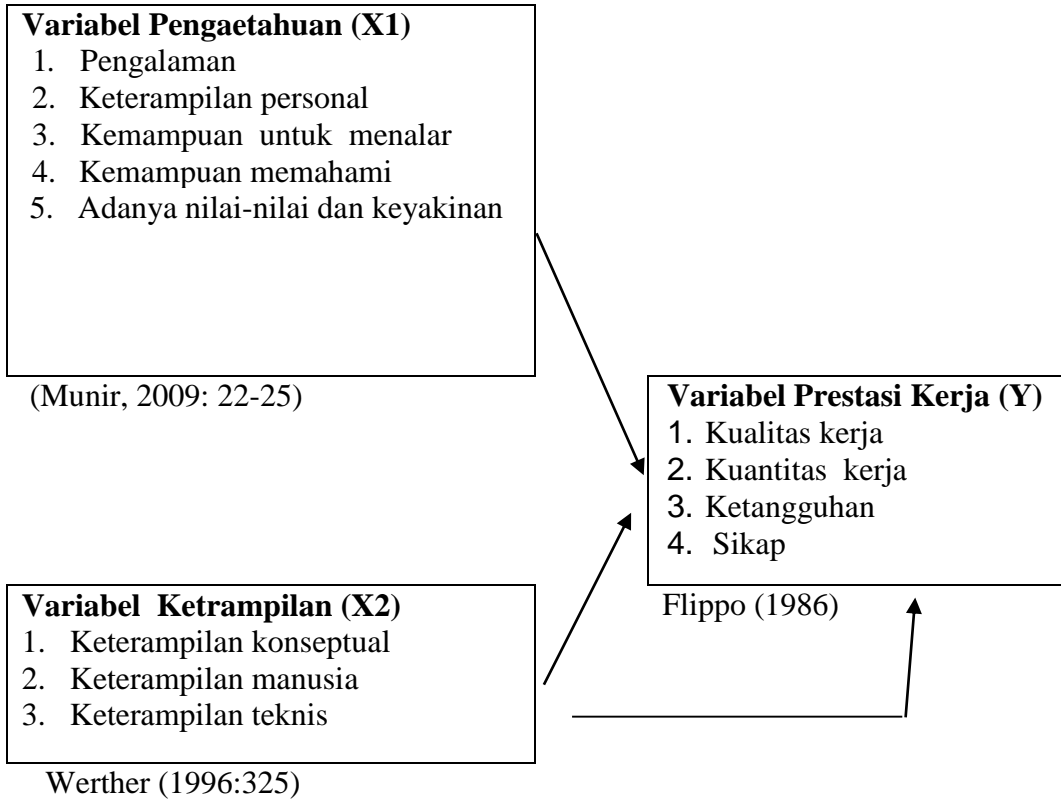 Variabel Pengaetahuan (X1)
1. Pengalaman
2. Keterampilan personal
3. Kemampuan untuk menalar
4. Kemampuan memahami
5. Adanya nilai-nilai dan keyakinan
(Munir, 2009: 22-25)
Variabel Prestasi Kerja (Y)
1. Kualitas kerja
2. Kuantitas kerja
3. Ketangguhan
4. Sikap
Flippo (1986)
Variabel Ketrampilan (X2)
1. Keterampilan konseptual
2. Keterampilan manusia
3. Keterampilan teknis
Werther (1996:325)